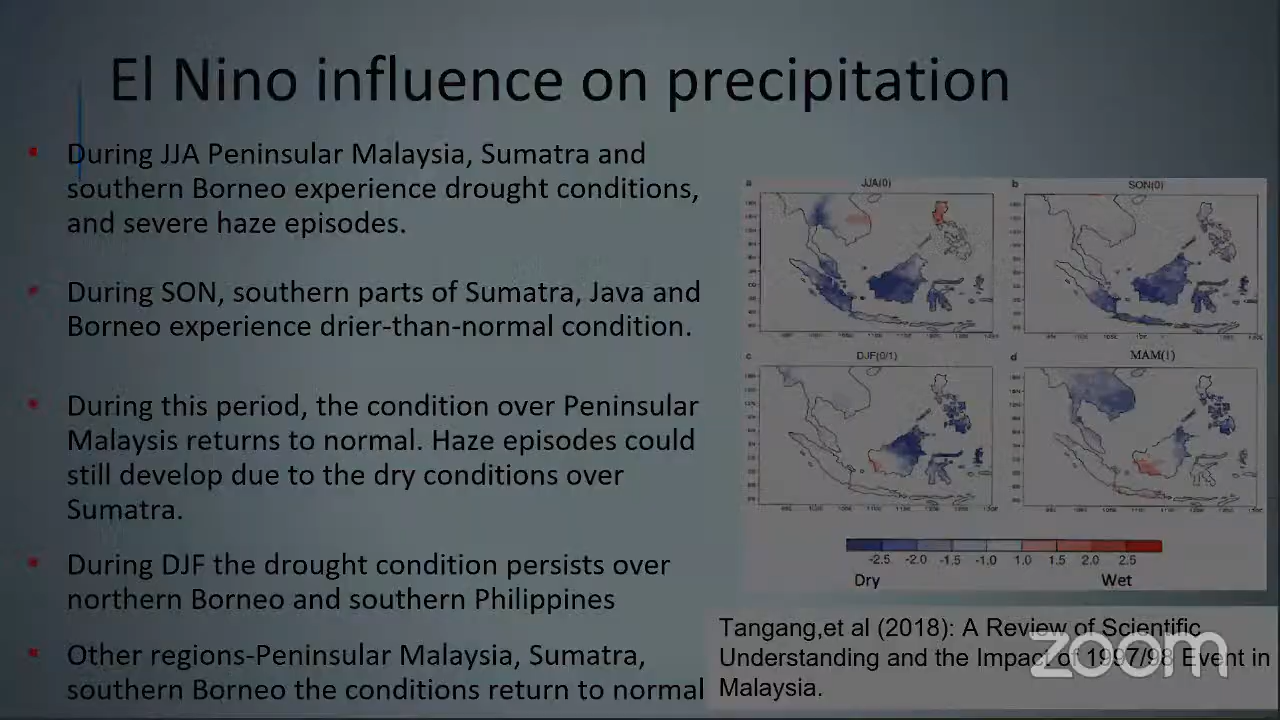 El Nino influence on precipitation
During JJA Peninsular Malaysia, Sumatra and
southern Borneo experience drought conditions,
and severe haze episodes.
During SON, southern parts of Sumatra, Java and
Borneo experience drier-than-normal condition.
During this period, the condition over Peninsular
Malaysis returns to normal. Haze episodes could
still develop due to the dry conditions over
Sumatra.
During DJF the drought condition persists over
northern Borneo and southern Philippines
Other regions-Peninsular Malaysia, Sumatra,
southern Borneo the conditions return to normal
a JJA(0)
b SON(0)
c DJF(0/1)
d MAM(1)
-2.5 -2.0 -1.5 -1.0 1.0 1.5 2.0 2.5
Dry Wet
Tangang,et al (2018): A Review of Scientific
Understanding and the Impact of 1997/98 Event in
Malaysia.
zoom